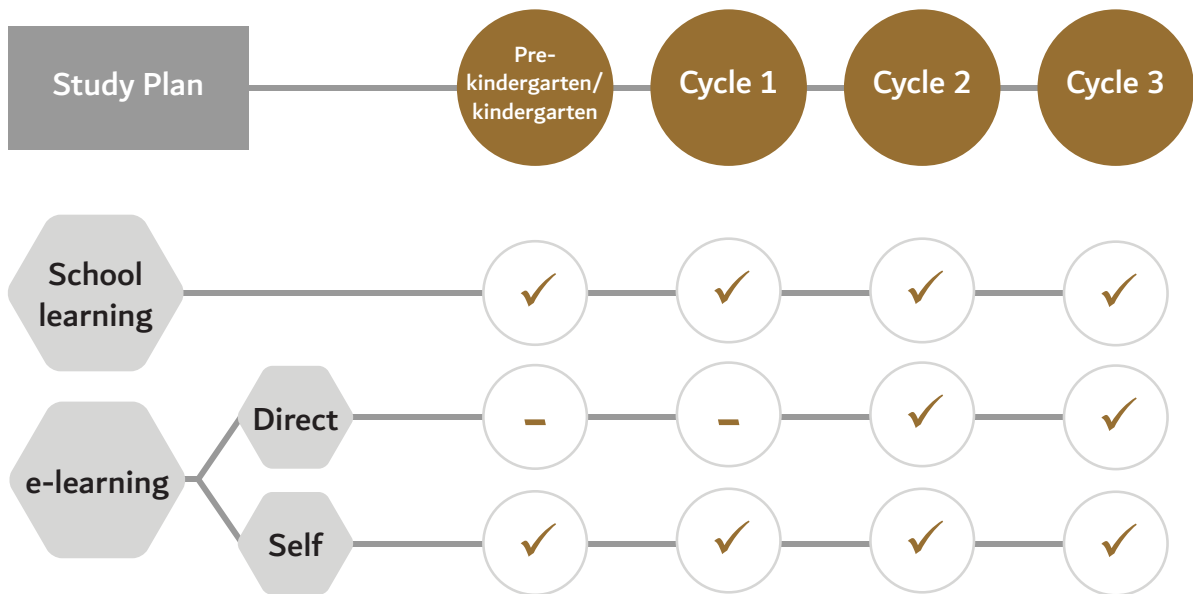 Study Plan
Pre-
kindergarten/
kindergarten
Cycle 1
Cycle 2
Cycle 3
School
learning
✓ ✓ ✓ ✓
e-learning
Direct
- - ✓ ✓
Self
✓ ✓ ✓ ✓